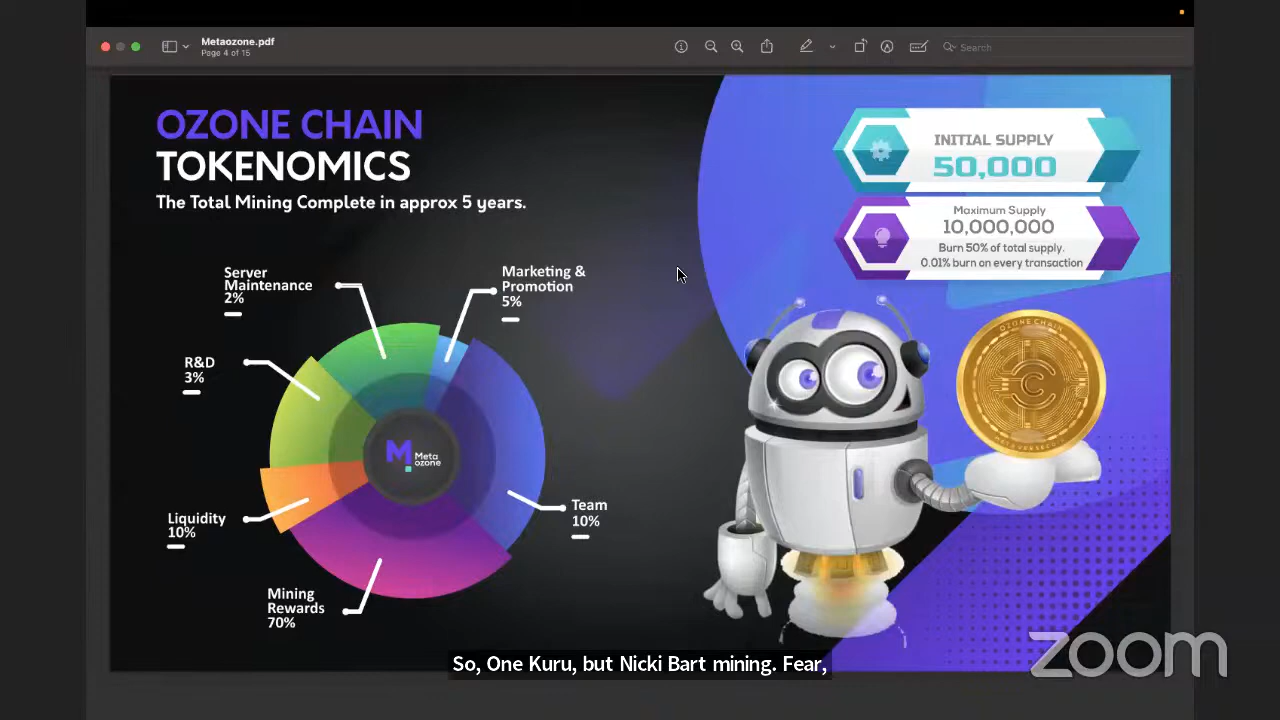 Metaozone.pdf
Page 4 of 15
Search
OZONE CHAIN
TOKENOMICS
The Total Mining Complete in approx 5 years.
INITIAL SUPPLY
50,000
Maximum Supply
10,000,000
Burn 50% of total supply.
0.01% burn on every transaction
Server
Maintenance
2%
Marketing &
Promotion
5%
R&D
3%
Meta
ozone
Team
10%
Liquidity
10%
Mining
Rewards
70%
OZONE CHAIN
So, One Kuru, but Nicki Bart mining. Fear,
zoom